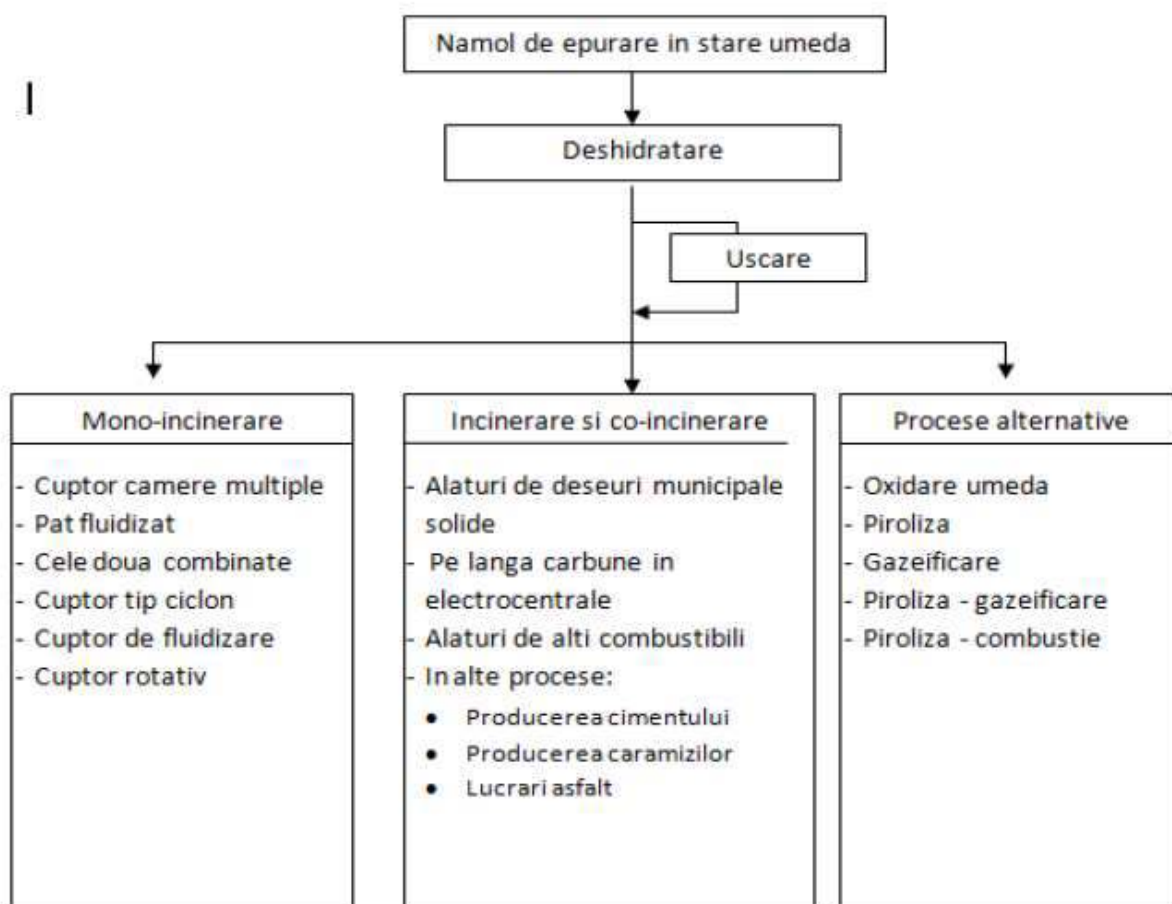 Namol de epurare in stare umeda
Deshidratare
Uscare
Mono-incinerare
- Cuptor camere multiple
- Pat fluidizat
- Cele doua combinate
- Cuptor tip ciclon
- Cuptor de fluidizare
- Cuptor rotativ
Incinerare si co-incinerare
- Alaturi de deseuri municipale
solide
- Pe langa carbune in
electrocentrale
- Alaturi de alti combustibili
- In alte procese:
• Producerea cimentului
• Producerea caramizilor
• Lucrari asfalt
Procese alternative
- Oxidare umeda
- Piroliza
- Gazeificare
- Piroliza - gazeificare
- Piroliza - combustie